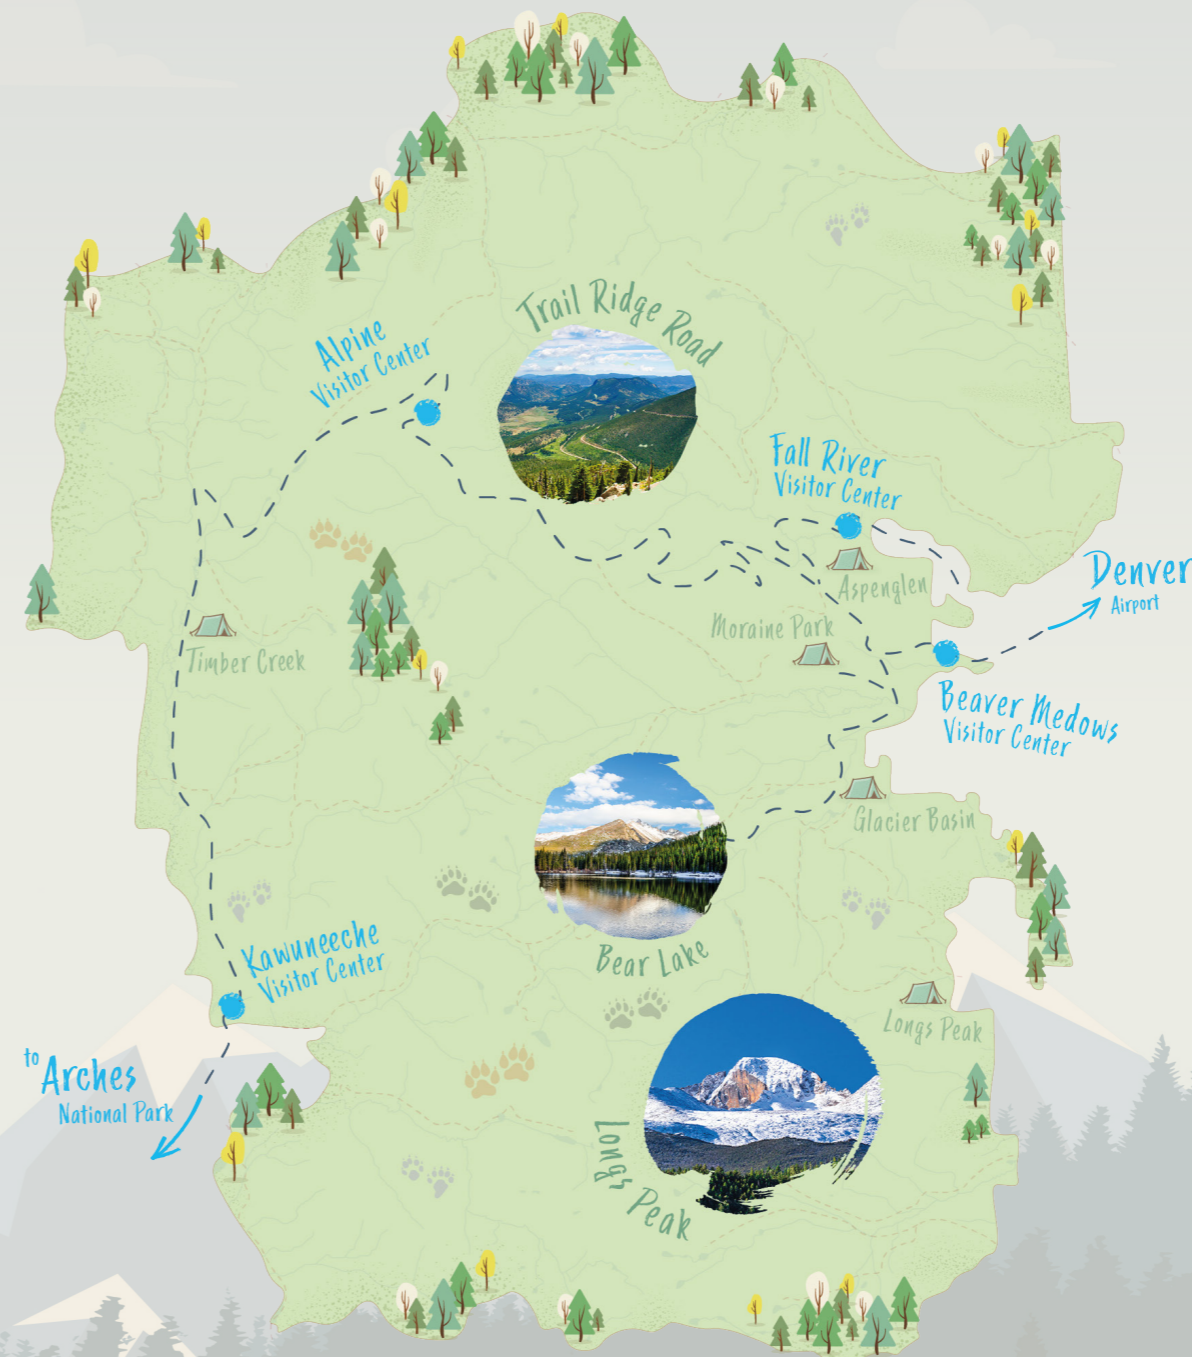 Trail Ridge Road
Alpine
Visitor Center
Fall River
Visitor Center
Denver
Airport
Aspenglen
Moraine Park
Timber Creek
Beaver Medows
Visitor Center
Glacier Basin
Kawuneeche
Visitor Center
Bear Lake
Longs Peak
to
Arches
National Park
Longs Peak